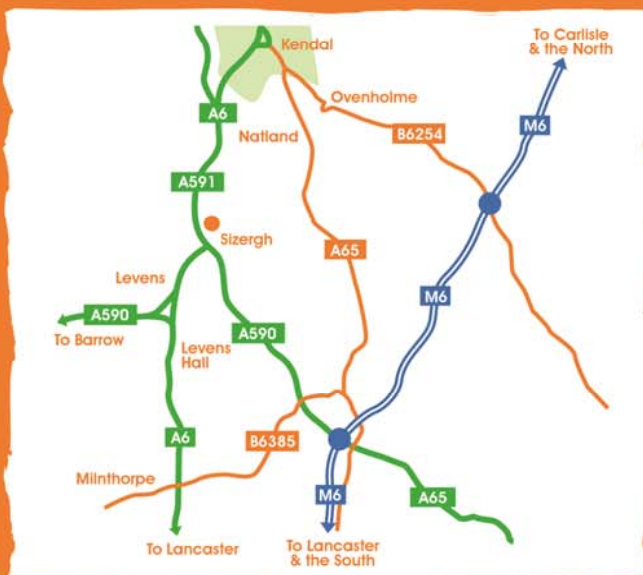 To Carlisle
& the North
Kendal
Ovenholme
A6
M6
Natland
B6254
A591
Sizergh
A65
Levens
M6
A590
To Barrow
A590
Levens
Hall
A6
B6385
Milnthorpe
M6
A65
To Lancaster
To Lancaster
& the South